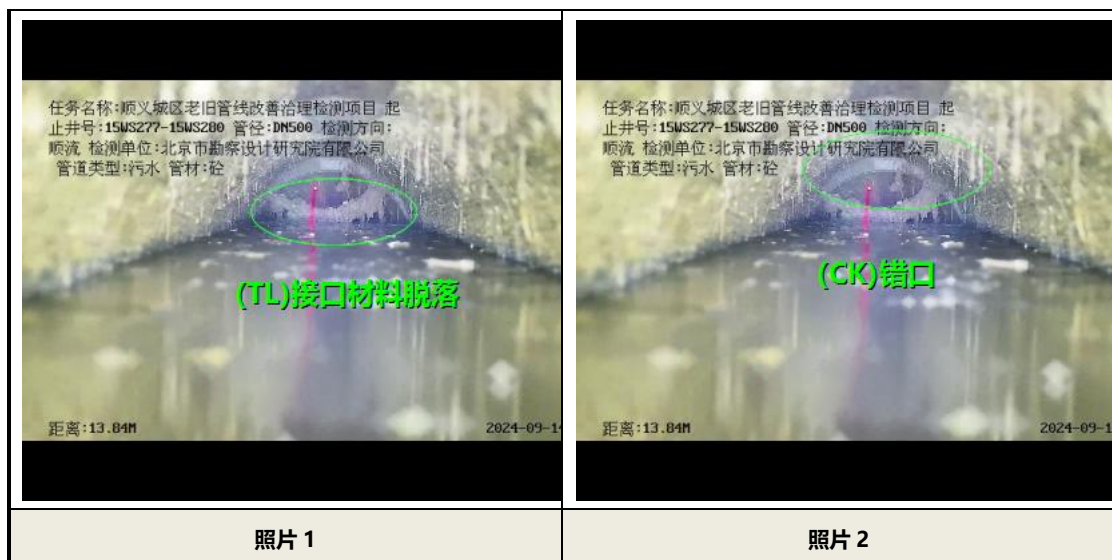 任务名称:顺义城区老旧管线改善治理检测项目 起
止井号:15WS277-15WS280 管径:DN500 检测方向:
顺流 检测单位:北京市勘察设计研究院有限公司
管道类型:污水 管材:砼
(TL)接口材料脱落
距离:13.84M
2024-09-14
照片 1
任务名称:顺义城区老旧管线改善治理检测项目 起
止井号:15WS277-15WS280 管径:DN500 检测方向:
顺流 检测单位:北京市勘察设计研究院有限公司
管道类型:污水 管材:砼
(CK)错口
距离:13.84M
2024-09-1
照片 2